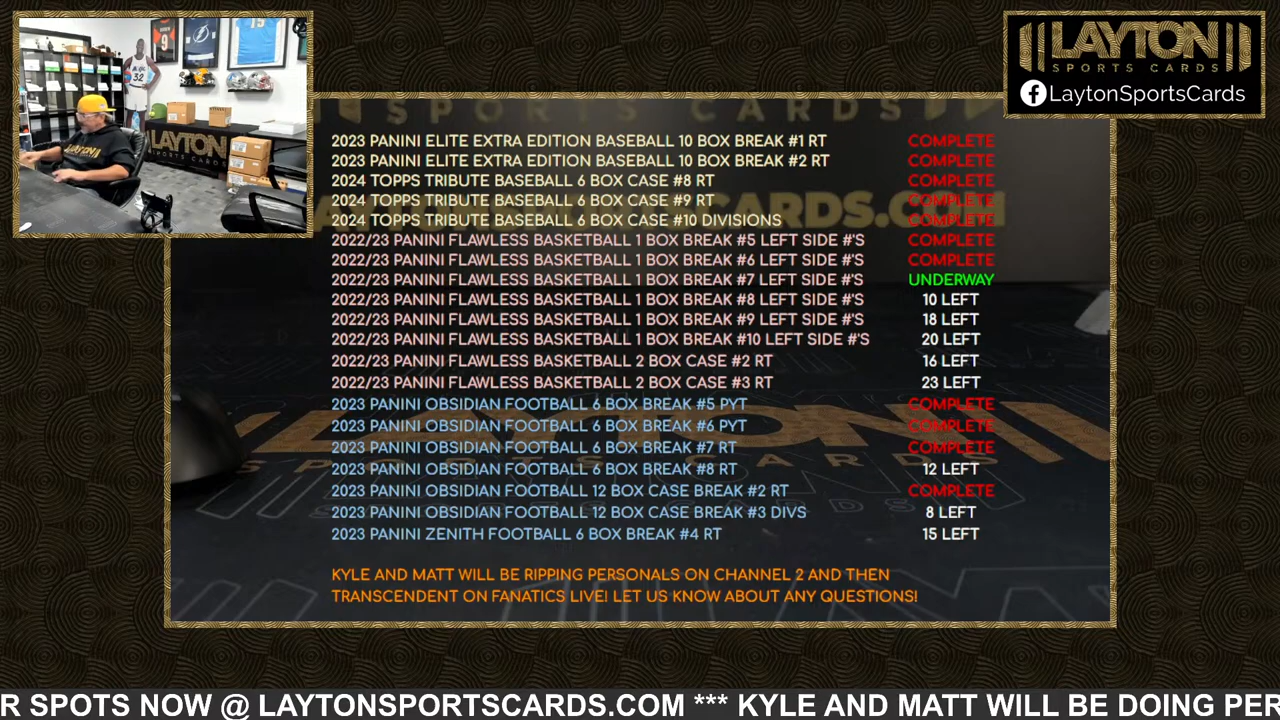 LAYTON
SPORTS CARDS
LaytonSportsCards
9
15
32
LAYTON
SPORTS CARDS
2023 PANINI ELITE EXTRA EDITION BASEBALL 10 BOX BREAK #1 RT COMPLETE
2023 PANINI ELITE EXTRA EDITION BASEBALL 10 BOX BREAK #2 RT COMPLETE
2024 TOPPS TRIBUTE BASEBALL 6 BOX CASE #8 RT COMPLETE
2024 TOPPS TRIBUTE BASEBALL 6 BOX CASE #9 RT COMPLETE
2024 TOPPS TRIBUTE BASEBALL 6 BOX CASE #10 DIVISIONS COMPLETE
2022/23 PANINI FLAWLESS BASKETBALL 1 BOX BREAK #5 LEFT SIDE #'S COMPLETE
2022/23 PANINI FLAWLESS BASKETBALL 1 BOX BREAK #6 LEFT SIDE #'S COMPLETE
2022/23 PANINI FLAWLESS BASKETBALL 1 BOX BREAK #7 LEFT SIDE #'S UNDERWAY
2022/23 PANINI FLAWLESS BASKETBALL 1 BOX BREAK #8 LEFT SIDE #'S 10 LEFT
2022/23 PANINI FLAWLESS BASKETBALL 1 BOX BREAK #9 LEFT SIDE #'S 18 LEFT
2022/23 PANINI FLAWLESS BASKETBALL 1 BOX BREAK #10 LEFT SIDE #'S 20 LEFT
2022/23 PANINI FLAWLESS BASKETBALL 2 BOX CASE #2 RT 16 LEFT
2022/23 PANINI FLAWLESS BASKETBALL 2 BOX CASE #3 RT 23 LEFT
2023 PANINI OBSIDIAN FOOTBALL 6 BOX BREAK #5 PYT COMPLETE
2023 PANINI OBSIDIAN FOOTBALL 6 BOX BREAK #6 PYT COMPLETE
2023 PANINI OBSIDIAN FOOTBALL 6 BOX BREAK #7 RT COMPLETE
2023 PANINI OBSIDIAN FOOTBALL 6 BOX BREAK #8 RT 12 LEFT
2023 PANINI OBSIDIAN FOOTBALL 12 BOX CASE BREAK #2 RT COMPLETE
2023 PANINI OBSIDIAN FOOTBALL 12 BOX CASE BREAK #3 DIVS 8 LEFT
2023 PANINI ZENITH FOOTBALL 6 BOX BREAK #4 RT 15 LEFT
KYLE AND MATT WILL BE RIPPING PERSONALS ON CHANNEL 2 AND THEN
TRANSCENDENT ON FANATICS LIVE! LET US KNOW ABOUT ANY QUESTIONS!
R SPOTS NOW @ LAYTONSPORTSCARDS.COM *** KYLE AND MATT WILL BE DOING PER